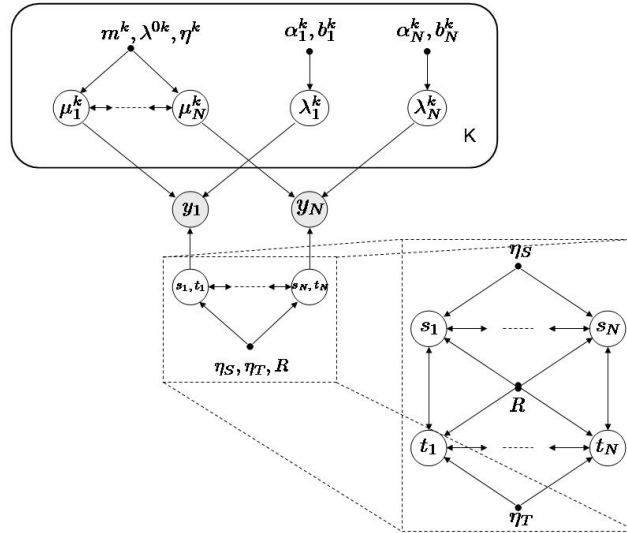 m^k, λ^{0k}, η^k
α_1^k, b_1^k
α_N^k, b_N^k
μ_1^k
μ_N^k
λ_1^k
λ_N^k
K
y_1
y_N
η_S
s_1, t_1
s_N, t_N
s_1
s_N
η_S, η_T, R
R
t_1
t_N
η_T